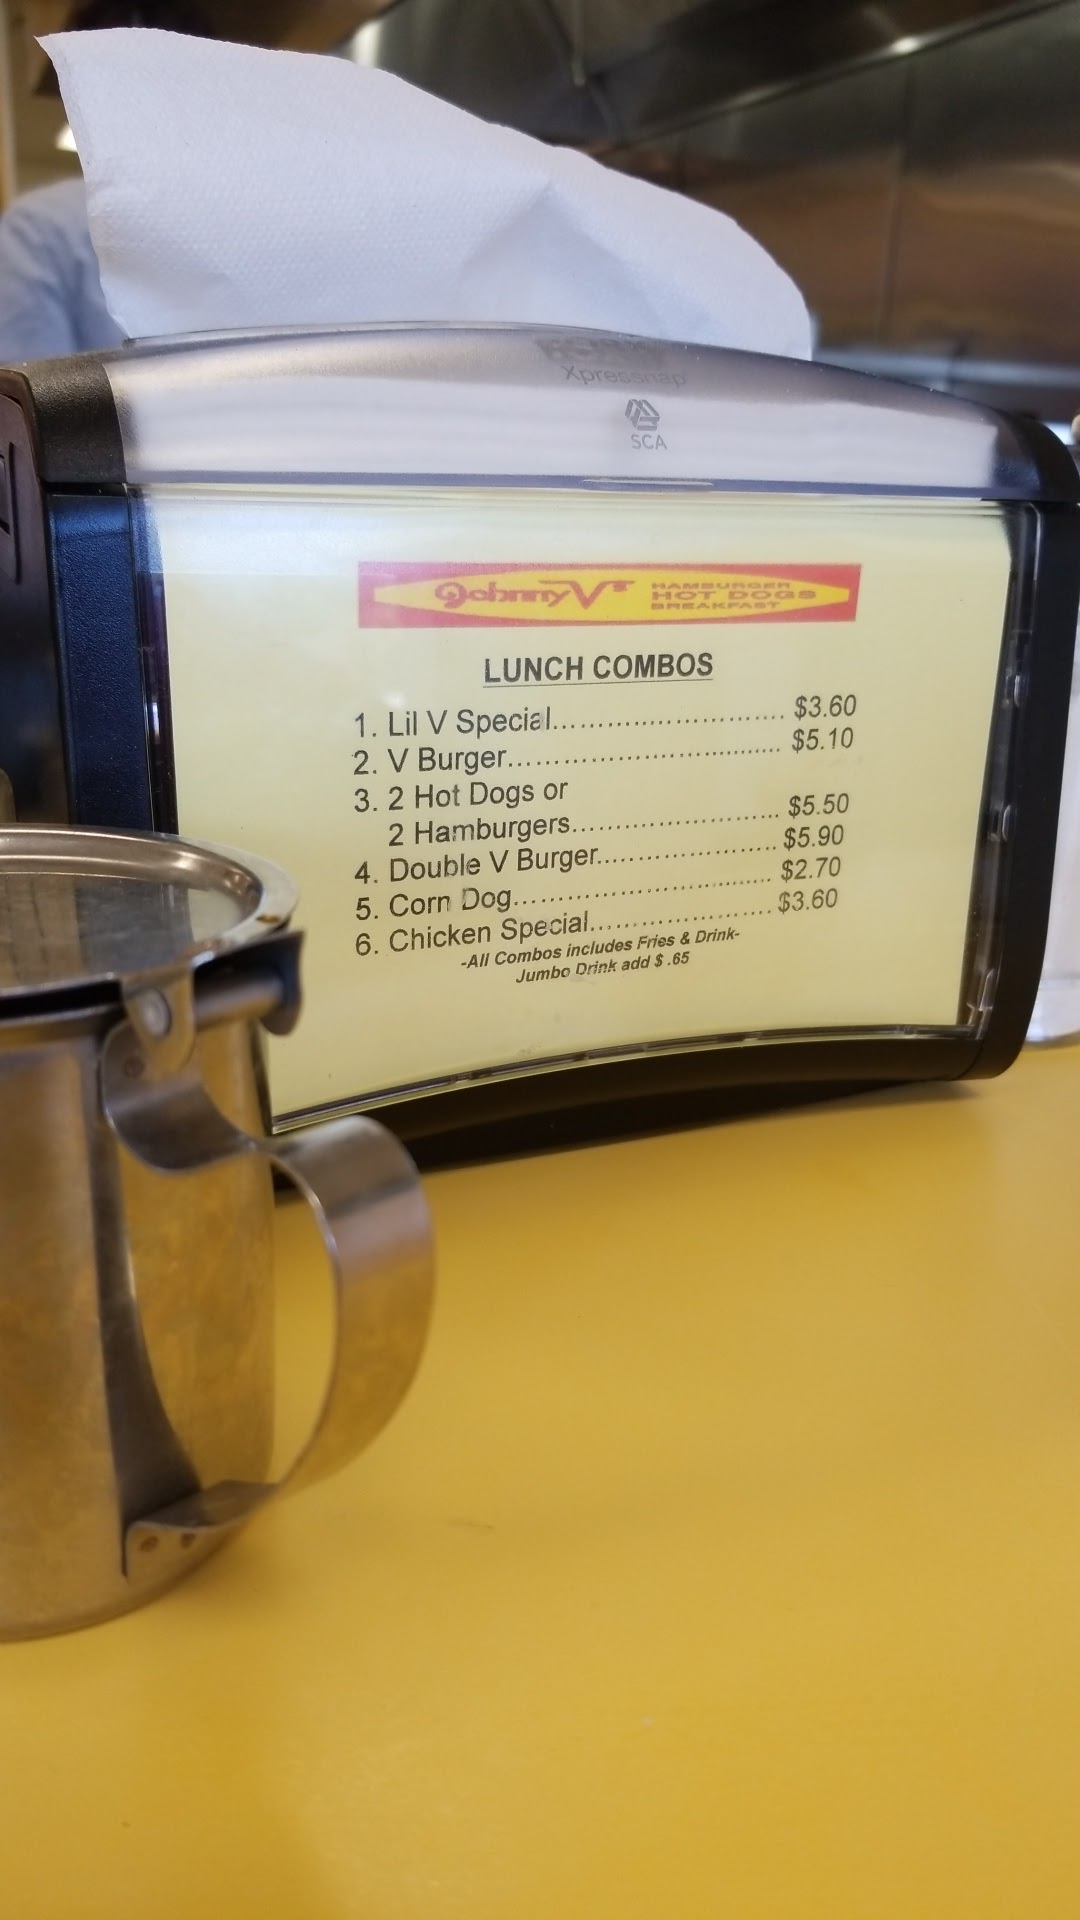 Xpressnap
SCA
Johnny V's
HAMBURGER
HOT DOGS
BREAKFAST
LUNCH COMBOS
1. Lil V Special............................... $3.60
2. V Burger..................................... $5.10
3. 2 Hot Dogs or
2 Hamburgers............................ $5.50
4. Double V Burger........................ $5.90
5. Corn Dog................................... $2.70
6. Chicken Special......................... $3.60
-All Combos includes Fries & Drink-
Jumbo Drink add $ .65